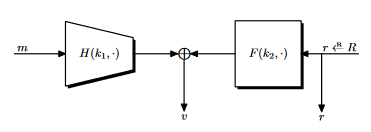 m H(k₁, ·) F(k₂, ·) r ←ᴿ R
v r